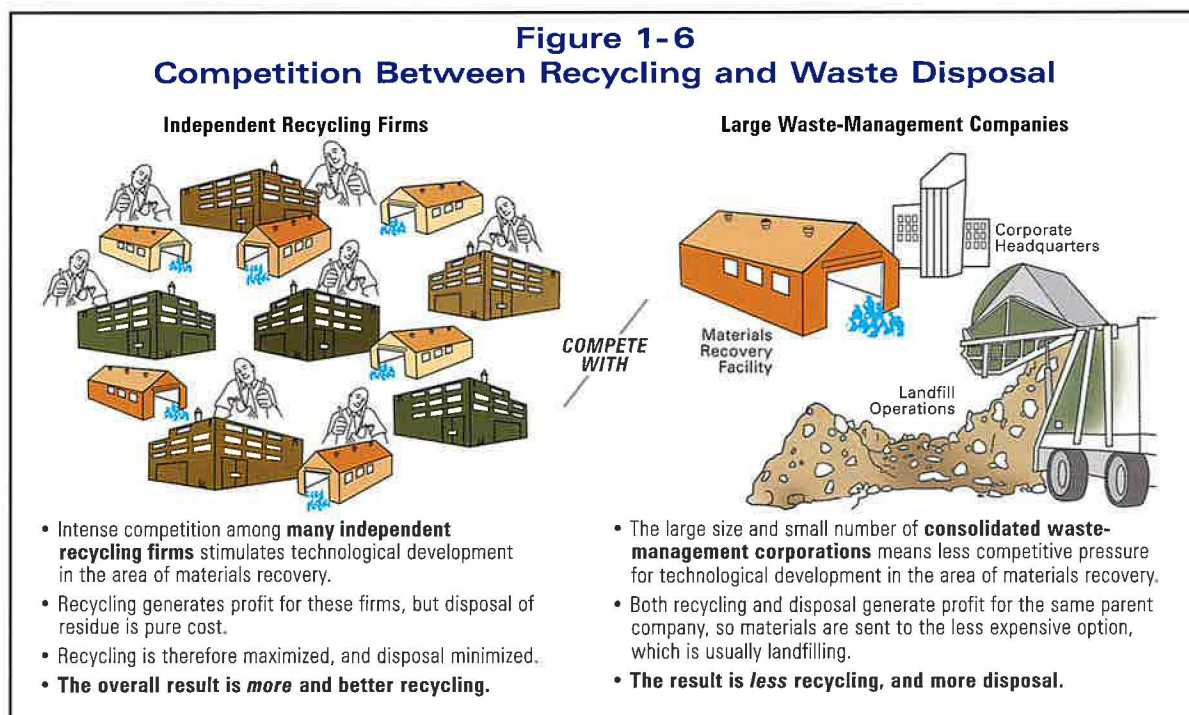 Figure 1-6
Competition Between Recycling and Waste Disposal
Independent Recycling Firms
COMPETE
WITH
Large Waste-Management Companies
Corporate
Headquarters
Materials
Recovery
Facility
Landfill
Operations
• Intense competition among many independent
recycling firms stimulates technological development
in the area of materials recovery.
• Recycling generates profit for these firms, but disposal of
residue is pure cost.
• Recycling is therefore maximized, and disposal minimized.
• The overall result is more and better recycling.
• The large size and small number of consolidated waste-
management corporations means less competitive pressure
for technological development in the area of materials recovery.
• Both recycling and disposal generate profit for the same parent
company, so materials are sent to the less expensive option,
which is usually landfilling.
• The result is less recycling, and more disposal.